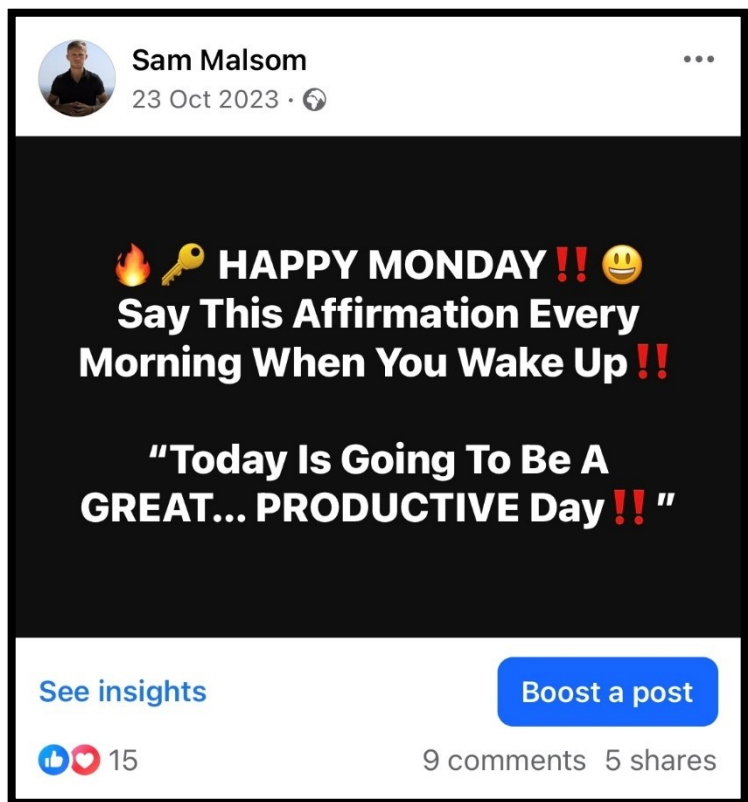 Sam Malsom
23 Oct 2023 ·
🔥🔑 HAPPY MONDAY‼️ 😃
Say This Affirmation Every
Morning When You Wake Up‼️
“Today Is Going To Be A
GREAT... PRODUCTIVE Day‼️”
See insights
Boost a post
15
9 comments 5 shares